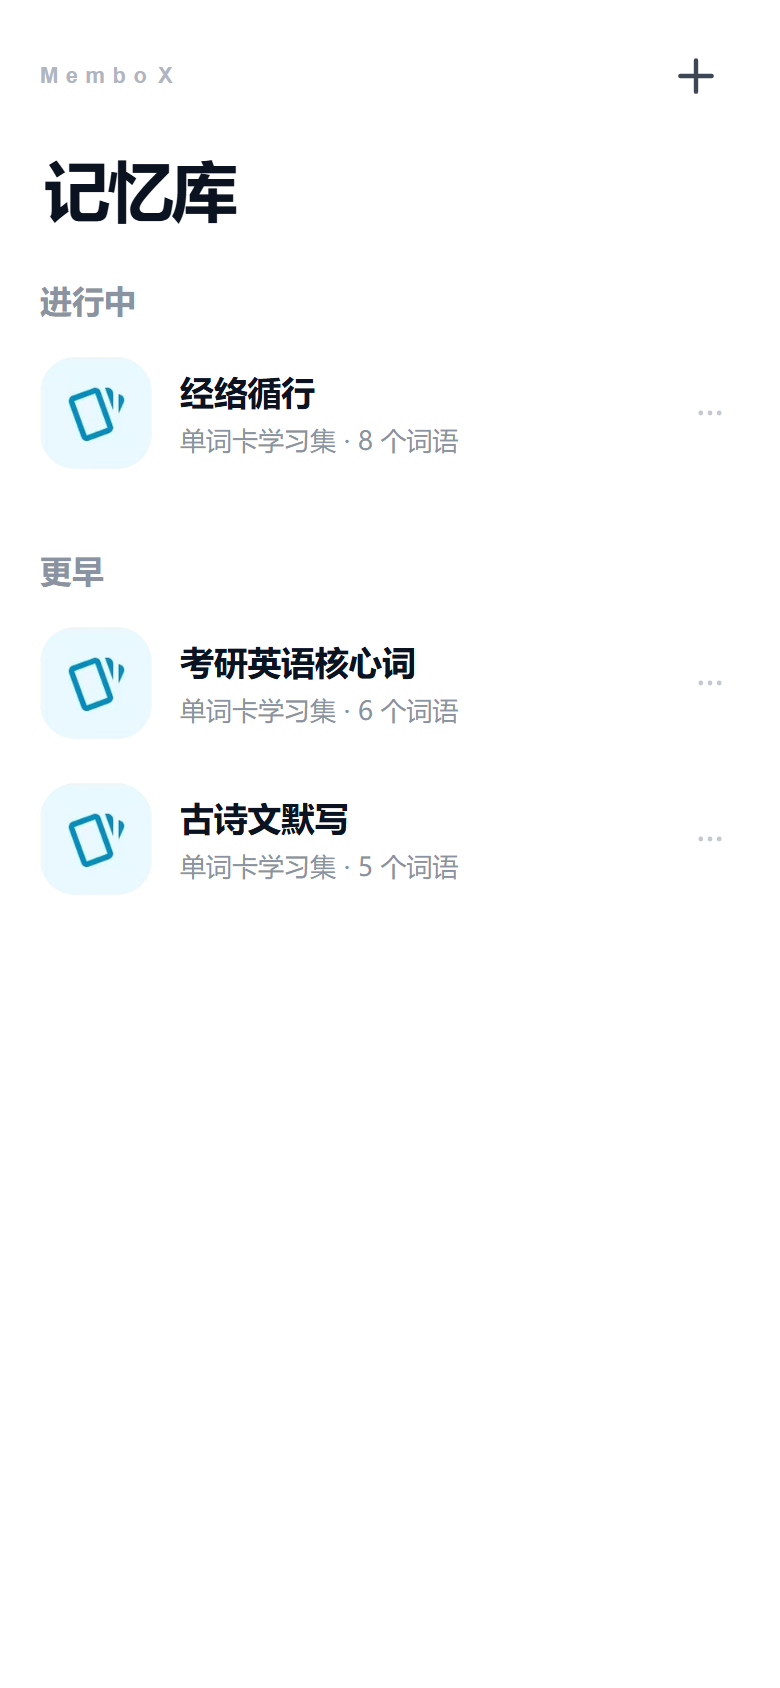 MemboX
记忆库
进行中
经络循行
单词卡学习集 · 8 个词语
更早
考研英语核心词
单词卡学习集 · 6 个词语
古诗文默写
单词卡学习集 · 5 个词语